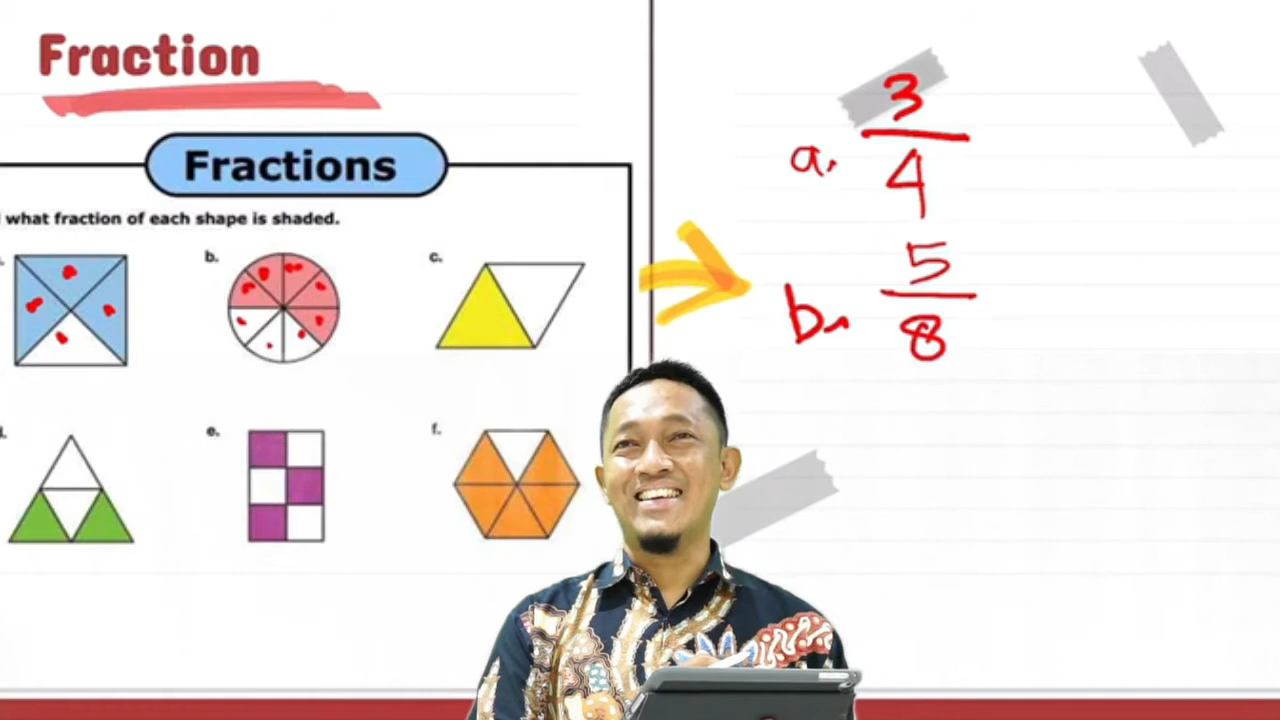 Fraction
Fractions
what fraction of each shape is shaded.
b.
c.
e.
f.
a. 3/4
b. 5/8